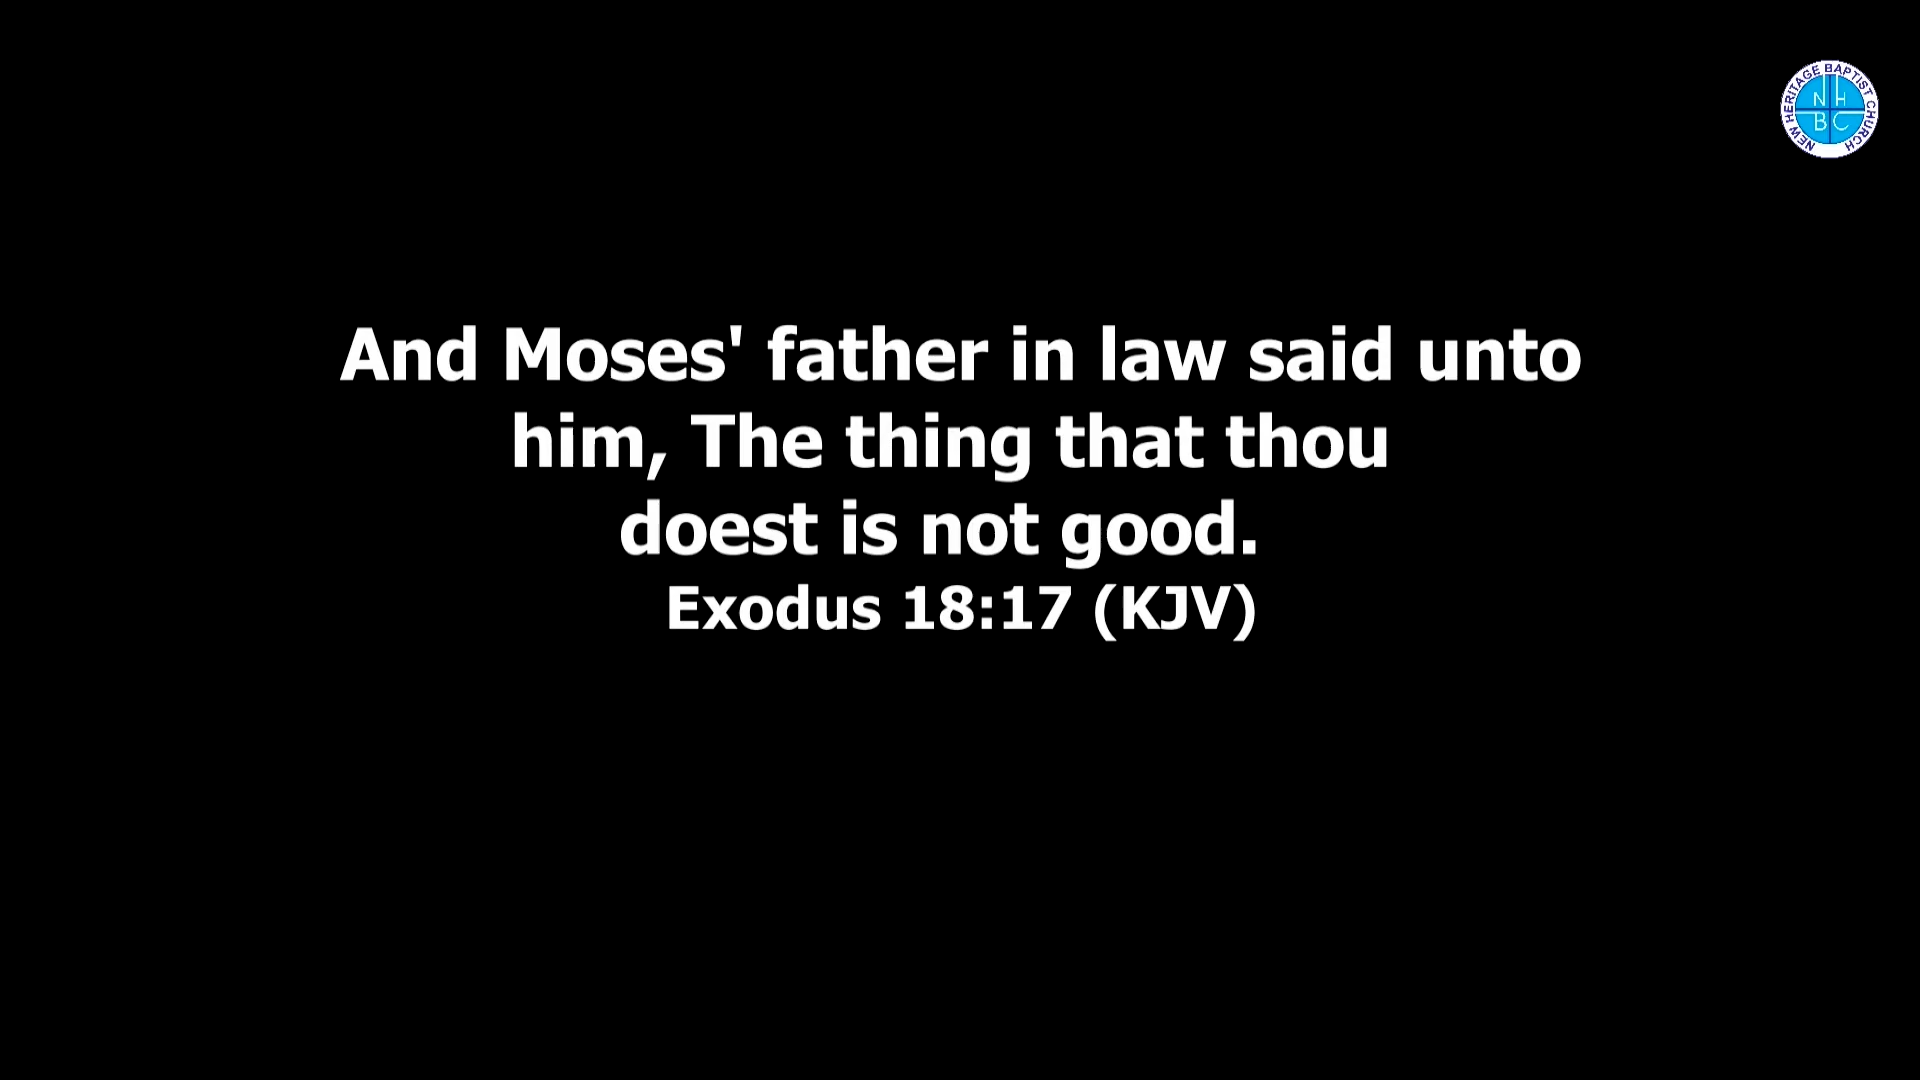 And Moses' father in law said unto
him, The thing that thou
doest is not good.
Exodus 18:17 (KJV)
NEW HERITAGE BAPTIST CHURCH
N H
B C